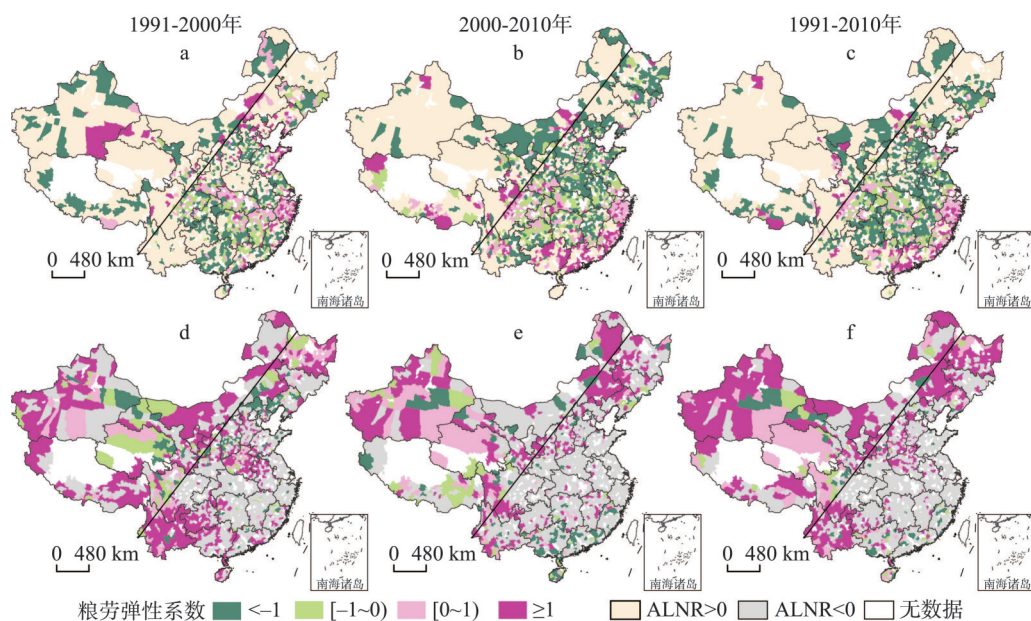 1991-2000年
2000-2010年
1991-2010年
a
b
c
0 480 km
南海诸岛
0 480 km
南海诸岛
0 480 km
南海诸岛
d
e
f
0 480 km
南海诸岛
0 480 km
南海诸岛
0 480 km
南海诸岛
粮劳弹性系数 <–1 [–1~0) [0~1) ≥1 ALNR>0 ALNR<0 无数据